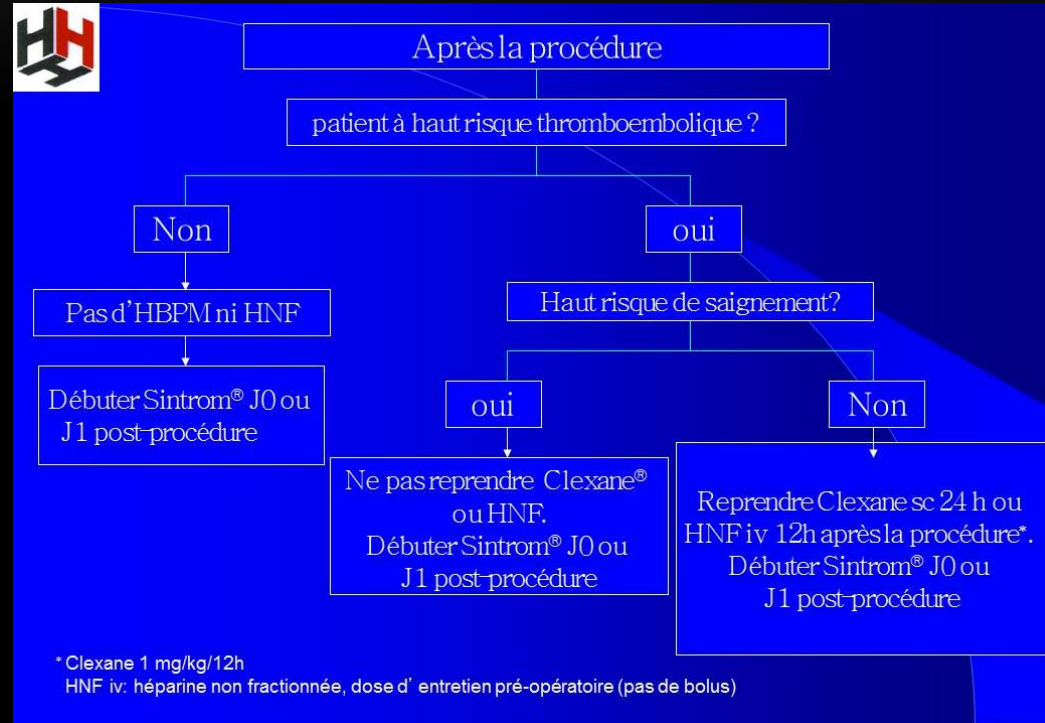 Après la procédure
patient à haut risque thromboembolique ?
Non
oui
Pas d'HBPM ni HNF
Haut risque de saignement?
Débuter Sintrom® J0 ou
J1 post-procédure
oui
Non
Ne pas reprendre Clexane®
ou HNF.
Débuter Sintrom® J0 ou
J1 post-procédure
Reprendre Clexane sc 24 h ou
HNF iv 12h après la procédure*.
Débuter Sintrom® J0 ou
J1 post-procédure
* Clexane 1 mg/kg/12h
HNF iv: héparine non fractionnée, dose d' entretien pré-opératoire (pas de bolus)